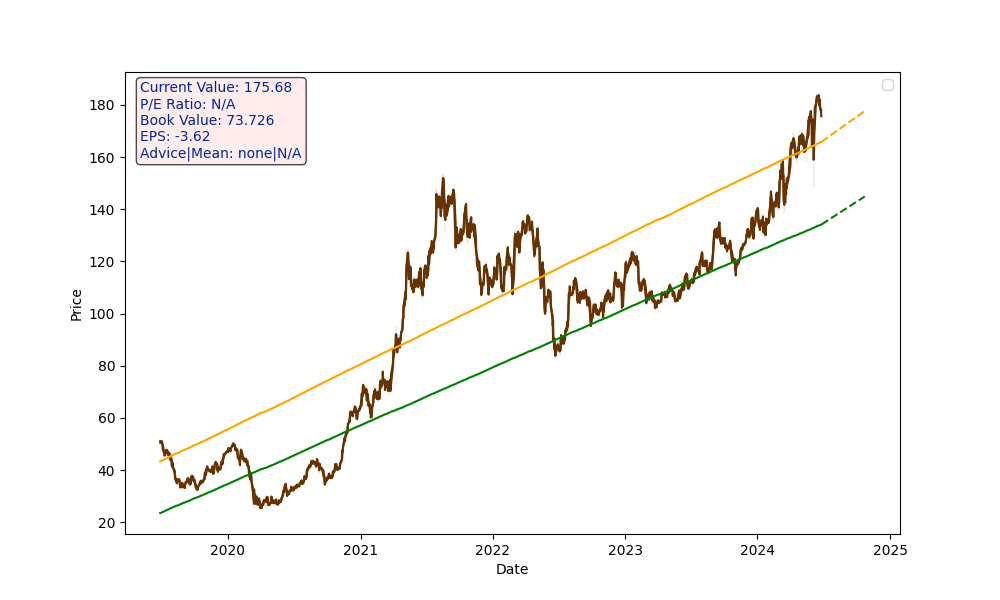 Current Value: 175.68
P/E Ratio: N/A
Book Value: 73.726
EPS: -3.62
Advice|Mean: none|N/A
180
160
140
120
100
80
60
40
20
Price
2020
2021
2022
2023
2024
2025
Date